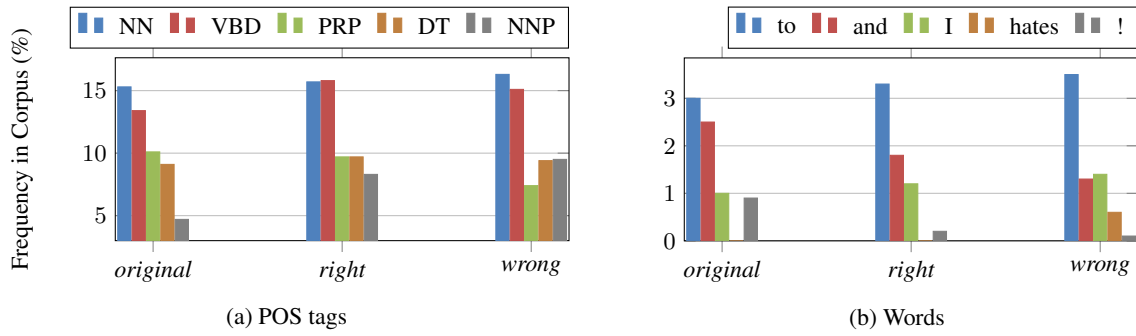 NN VBD PRP DT NNP
to and I hates !
Frequency in Corpus (%)
15
10
5
original right wrong
3
2
1
0
original right wrong
(a) POS tags
(b) Words